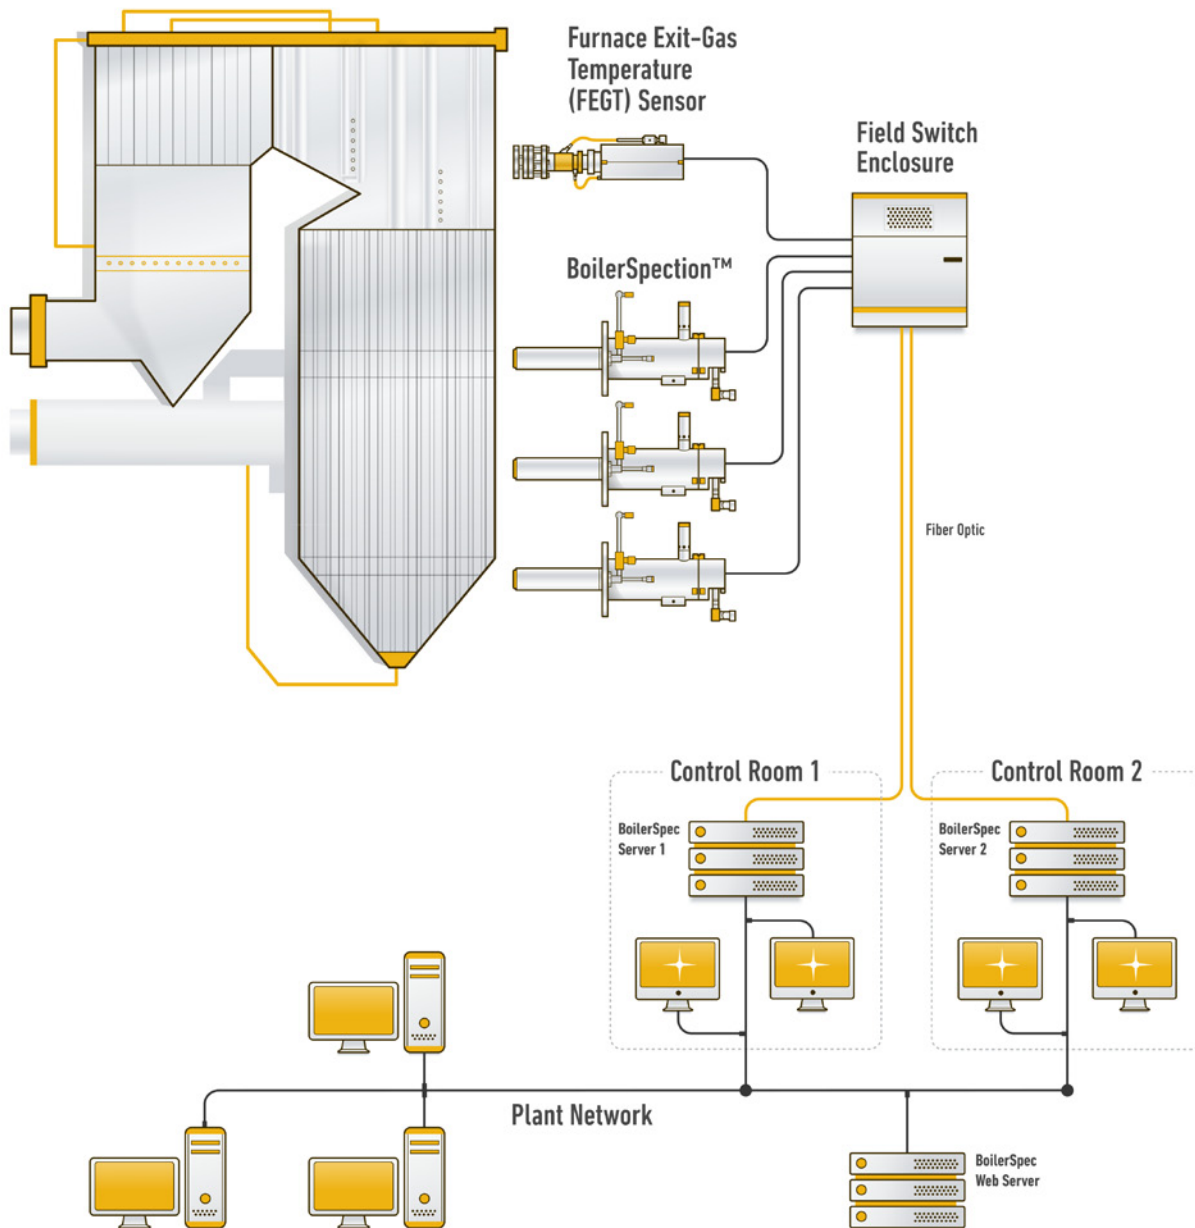 Furnace Exit-Gas
Temperature
(FEGT) Sensor
Field Switch
Enclosure
BoilerSpection™
Fiber Optic
Control Room 1
Control Room 2
BoilerSpec
Server 1
BoilerSpec
Server 2
Plant Network
BoilerSpec
Web Server